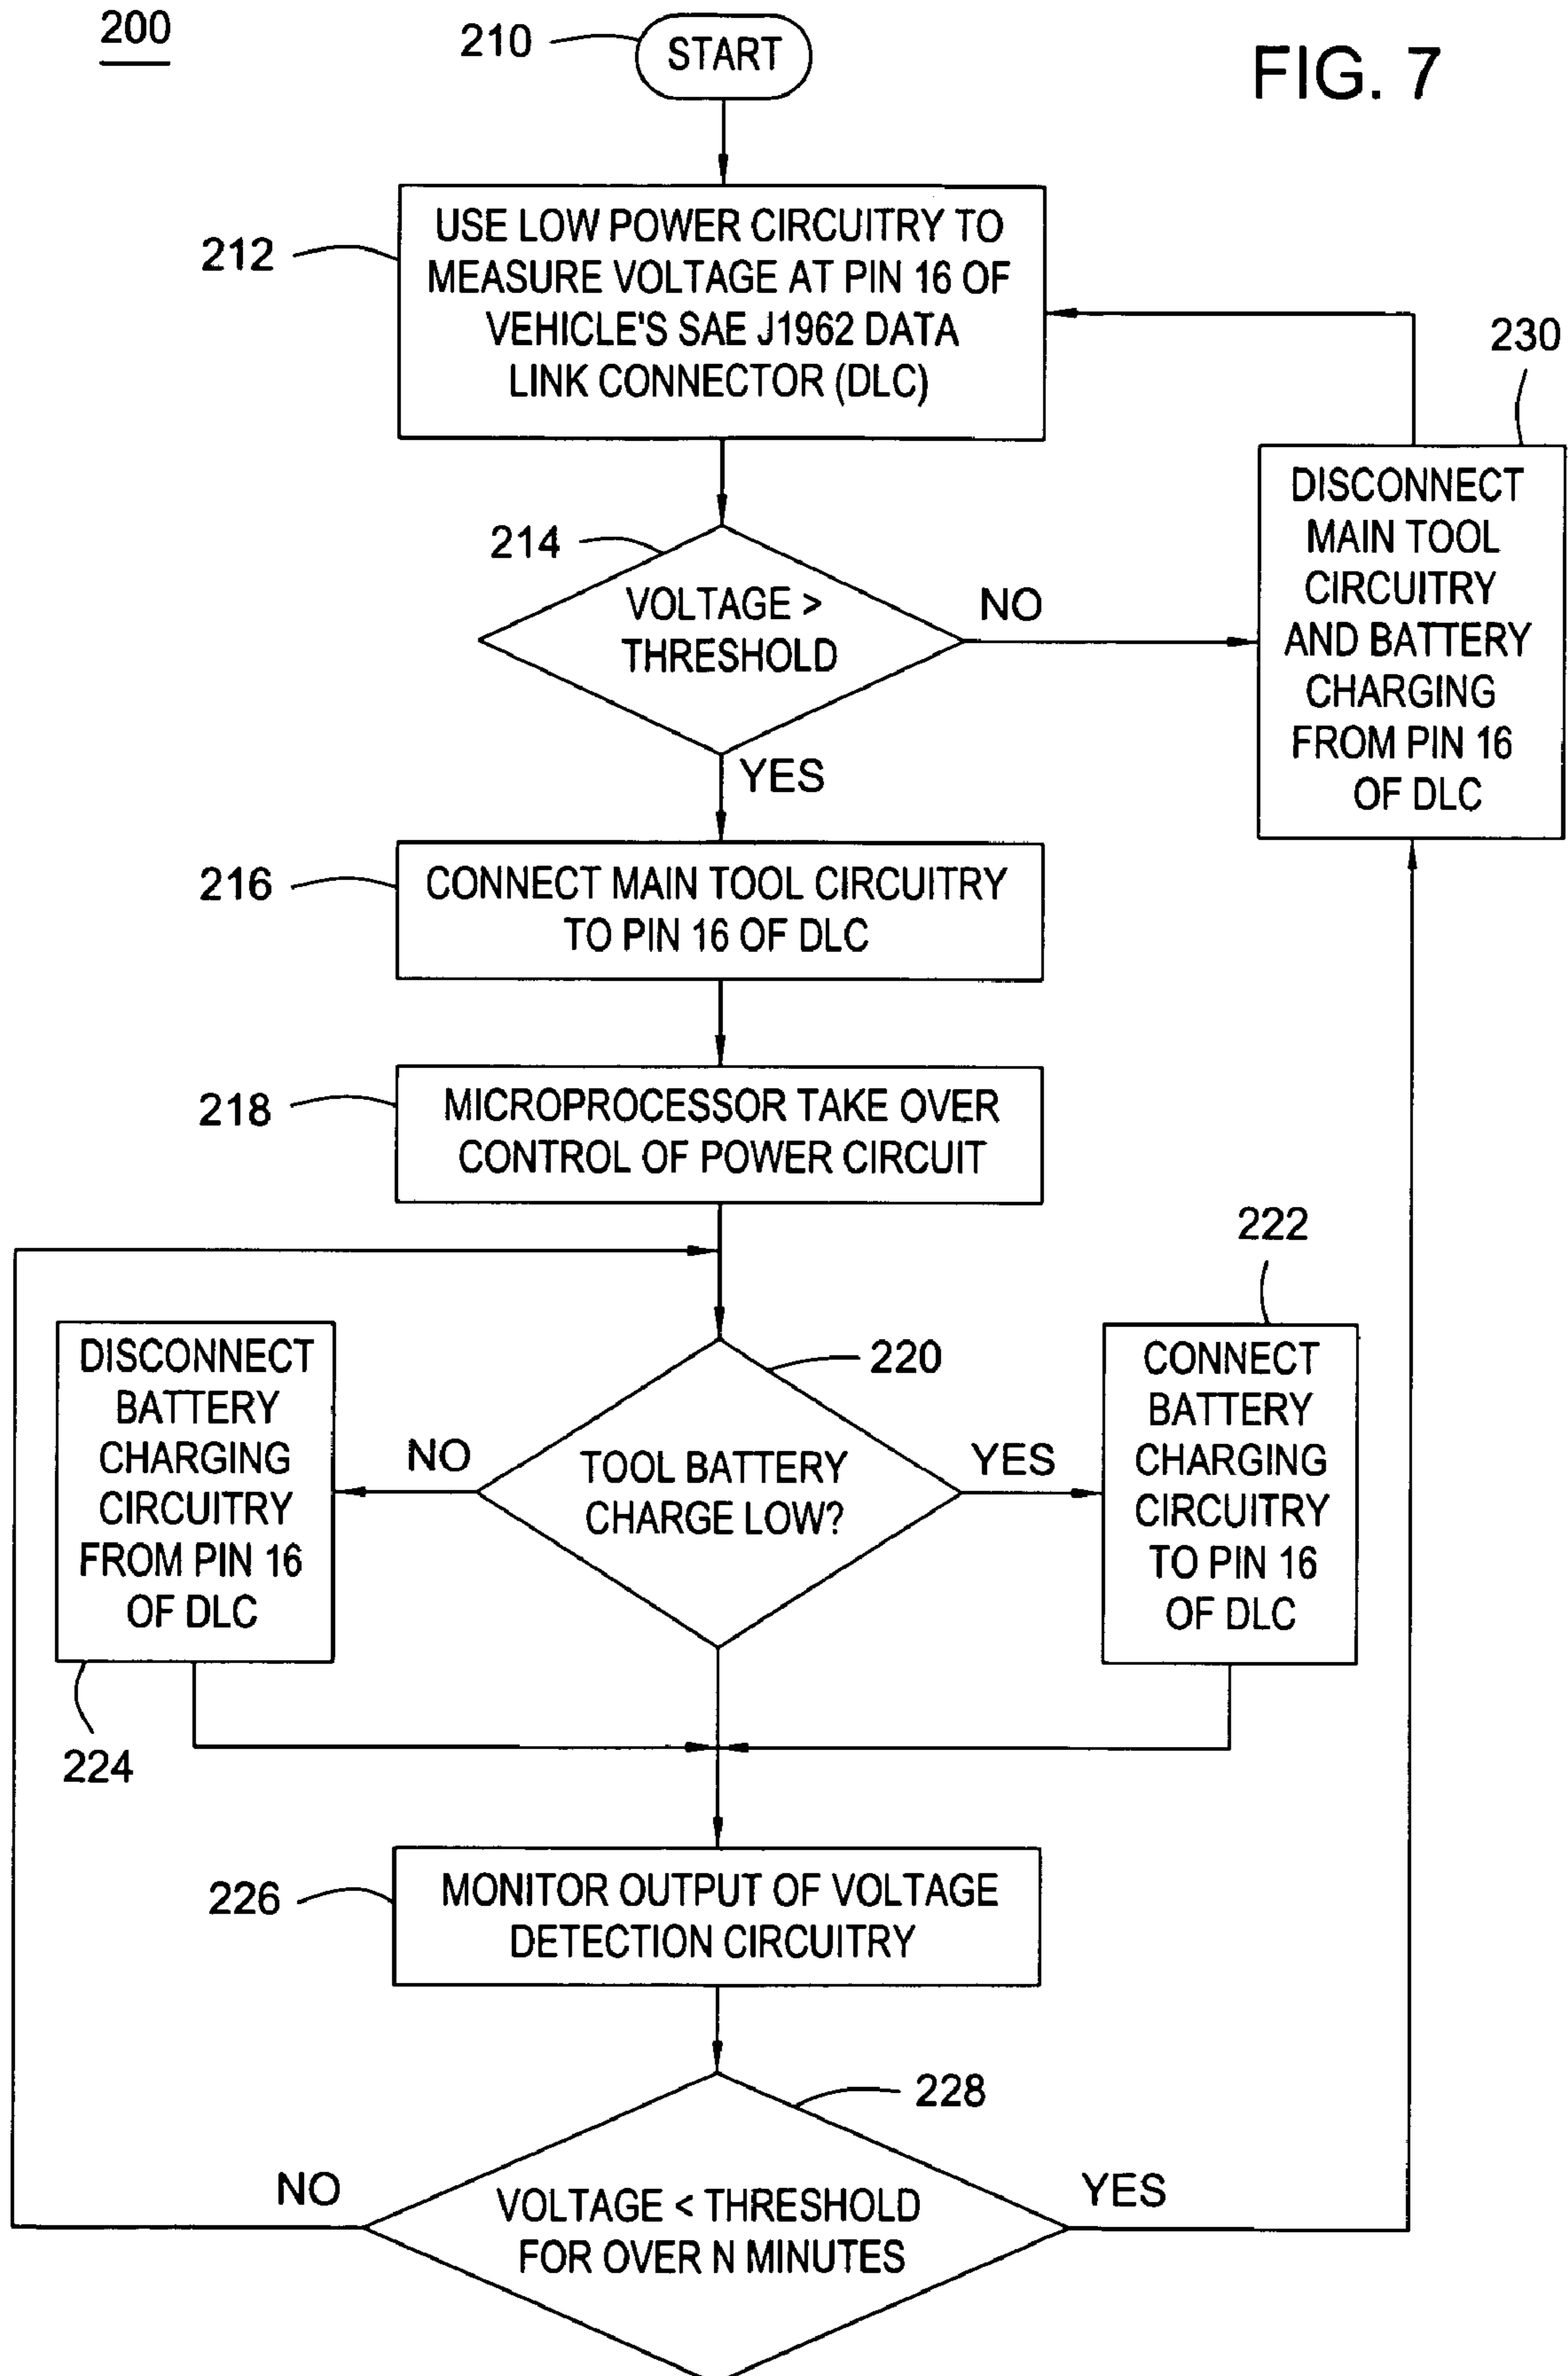 200
210
START
FIG. 7
212
USE LOW POWER CIRCUITRY TO
MEASURE VOLTAGE AT PIN 16 OF
VEHICLE'S SAE J1962 DATA
LINK CONNECTOR (DLC)
230
DISCONNECT
MAIN TOOL
CIRCUITRY
AND BATTERY
CHARGING
FROM PIN 16
OF DLC
214
VOLTAGE >
THRESHOLD
NO
YES
216
CONNECT MAIN TOOL CIRCUITRY
TO PIN 16 OF DLC
218
MICROPROCESSOR TAKE OVER
CONTROL OF POWER CIRCUIT
222
DISCONNECT
BATTERY
CHARGING
CIRCUITRY
FROM PIN 16
OF DLC
224
NO
220
TOOL BATTERY
CHARGE LOW?
YES
CONNECT
BATTERY
CHARGING
CIRCUITRY
TO PIN 16
OF DLC
226
MONITOR OUTPUT OF VOLTAGE
DETECTION CIRCUITRY
228
NO
VOLTAGE < THRESHOLD
FOR OVER N MINUTES
YES